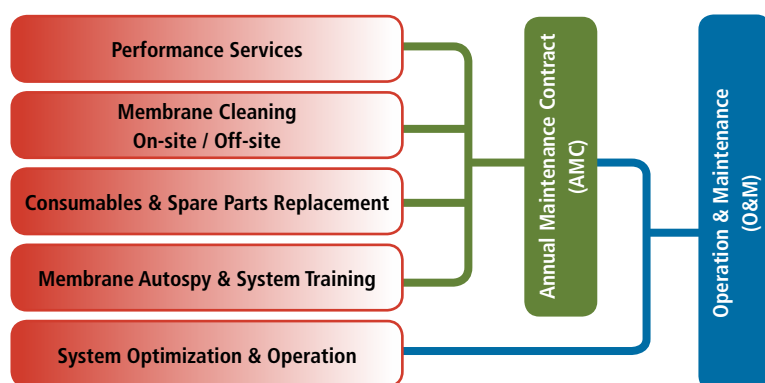 Performance Services
Membrane Cleaning
On-site / Off-site
Consumables & Spare Parts Replacement
Membrane Autospy & System Training
System Optimization & Operation
Annual Maintenance Contract
(AMC)
Operation & Maintenance
(O&M)